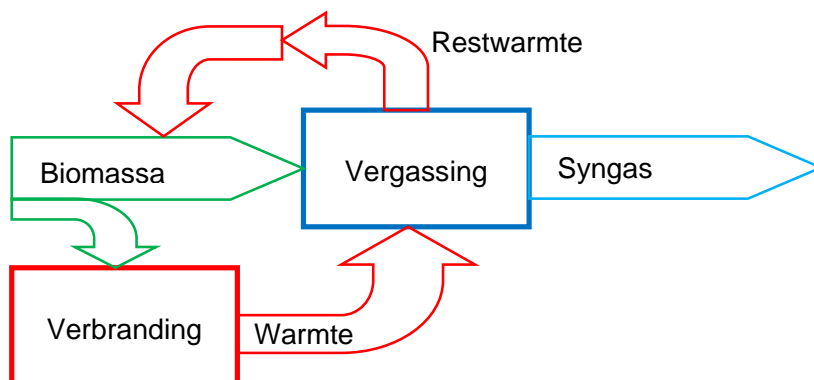 Restwarmte
Biomassa
Vergassing
Syngas
Verbranding
Warmte